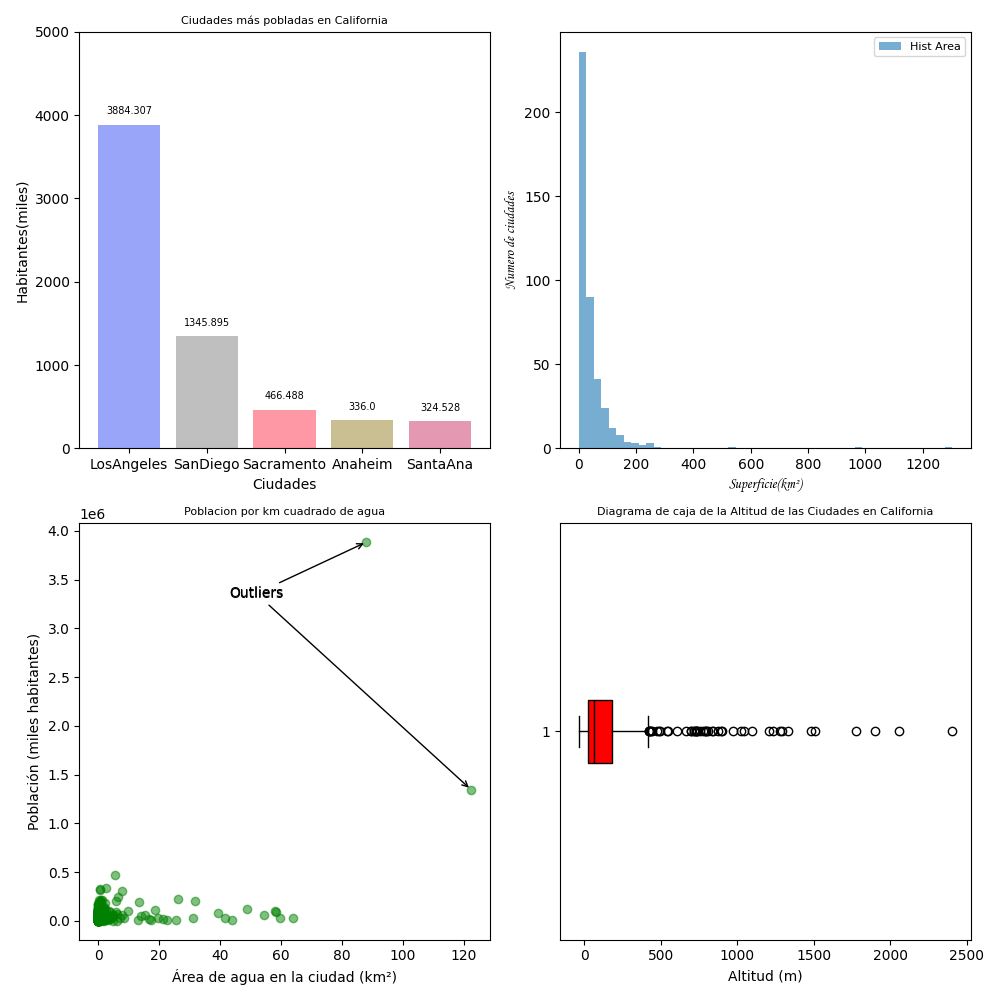 Ciudades más pobladas en California
5000
4000
3000
2000
1000
0
Habitantes(miles)
3884.307
1345.895
466.488
336.0
324.528
LosAngeles SanDiego Sacramento Anaheim SantaAna
Ciudades
Hist Area
200
150
100
50
0
Numero de ciudades
0 200 400 600 800 1000 1200
Superficie(km²)
Poblacion por km cuadrado de agua
1e6
4.0
3.5
3.0
2.5
2.0
1.5
1.0
0.5
0.0
Población (miles habitantes)
Outliers
0 20 40 60 80 100 120
Área de agua en la ciudad (km²)
Diagrama de caja de la Altitud de las Ciudades en California
1
0 500 1000 1500 2000 2500
Altitud (m)